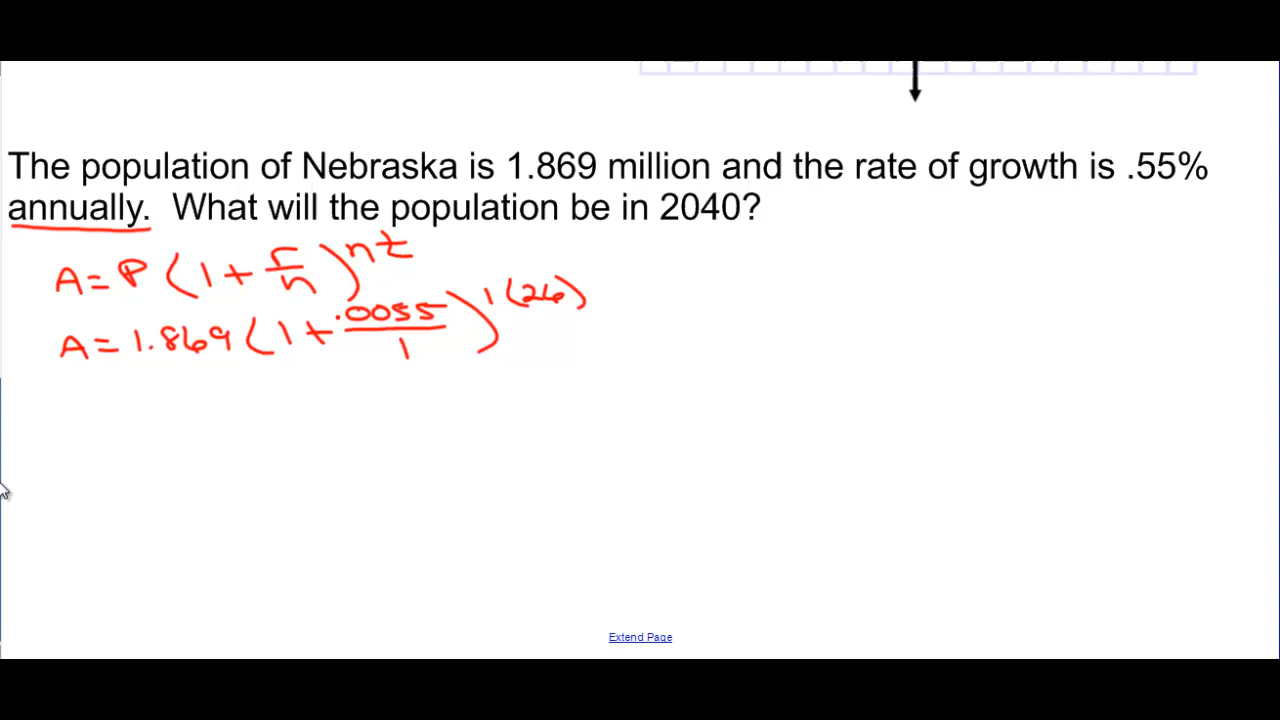 The population of Nebraska is 1.869 million and the rate of growth is .55%
annually. What will the population be in 2040?
A = P (1 + r/n)^nt
A = 1.869 (1 + .0055/1)^1(26)
Extend Page